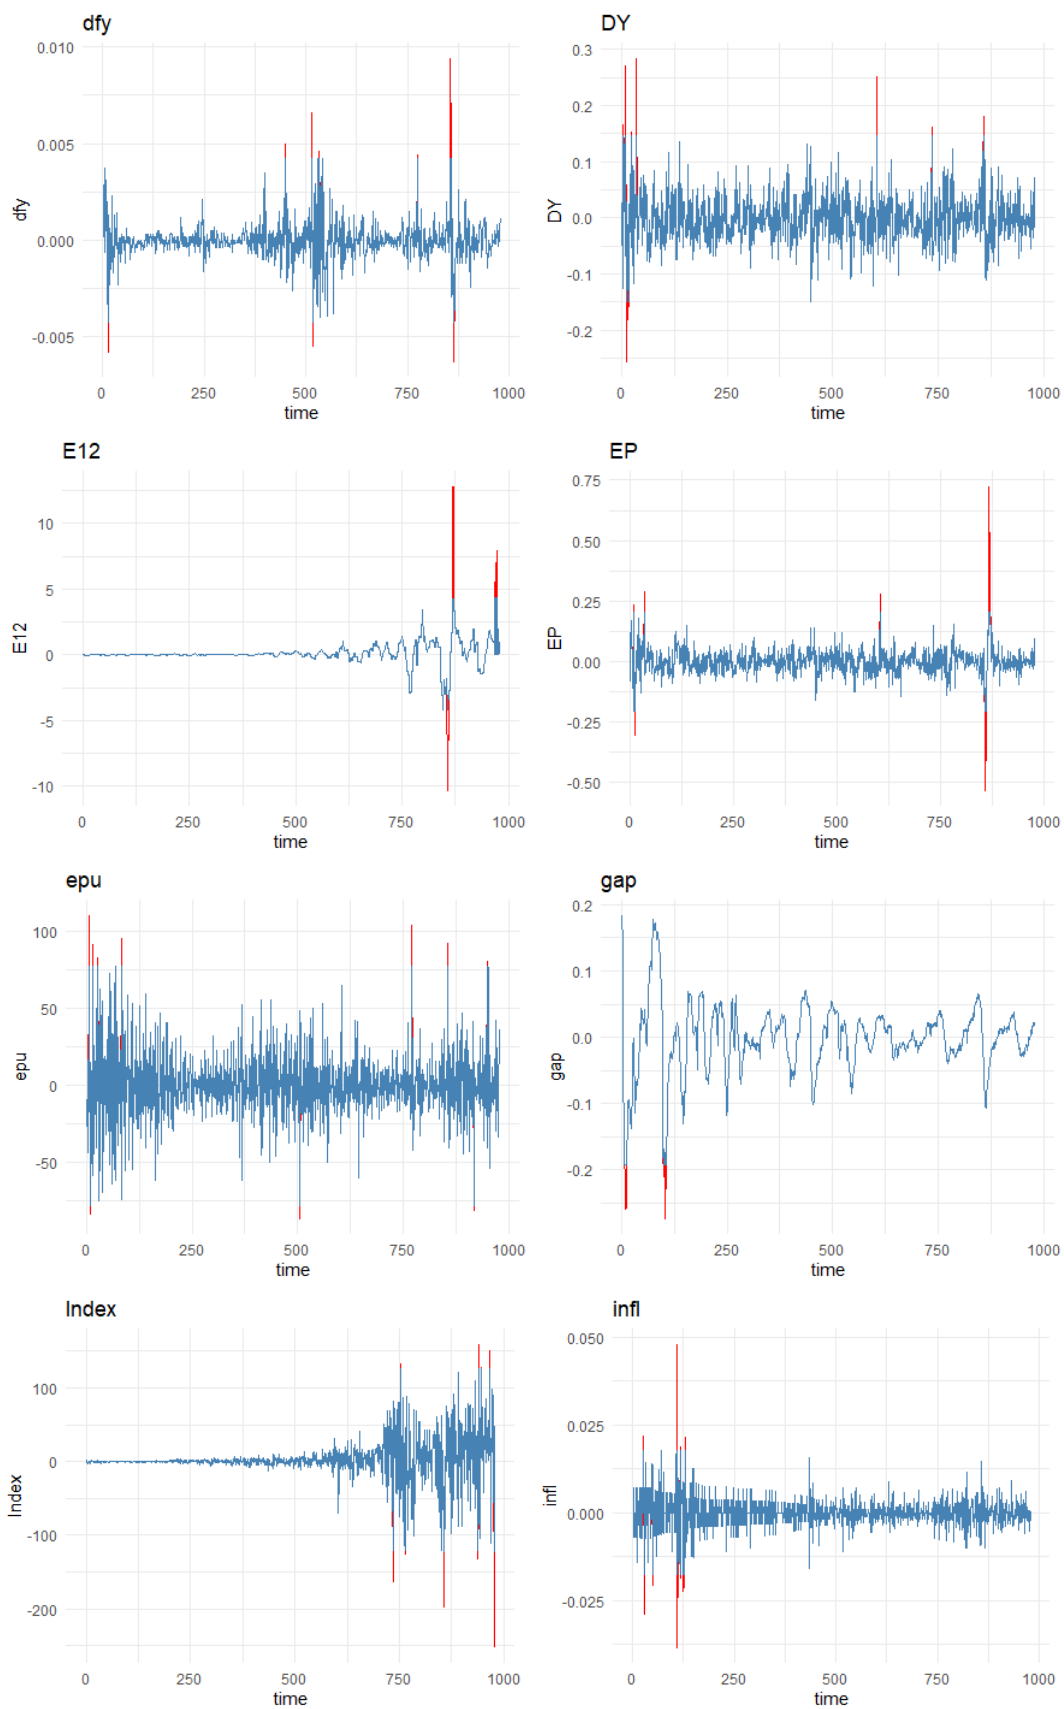 dfy
0.010
0.005
0.000
-0.005
dfy
0 250 500 750 1000
time
DY
0.3
0.2
0.1
0.0
-0.1
-0.2
DY
0 250 500 750 1000
time
E12
10
5
0
-5
-10
E12
0 250 500 750 1000
time
EP
0.75
0.50
0.25
0.00
-0.25
-0.50
EP
0 250 500 750 1000
time
epu
100
50
0
-50
epu
0 250 500 750 1000
time
gap
0.2
0.1
0.0
-0.1
-0.2
gap
0 250 500 750 1000
time
Index
100
0
-100
-200
Index
0 250 500 750 1000
time
infl
0.050
0.025
0.000
-0.025
infl
0 250 500 750 1000
time